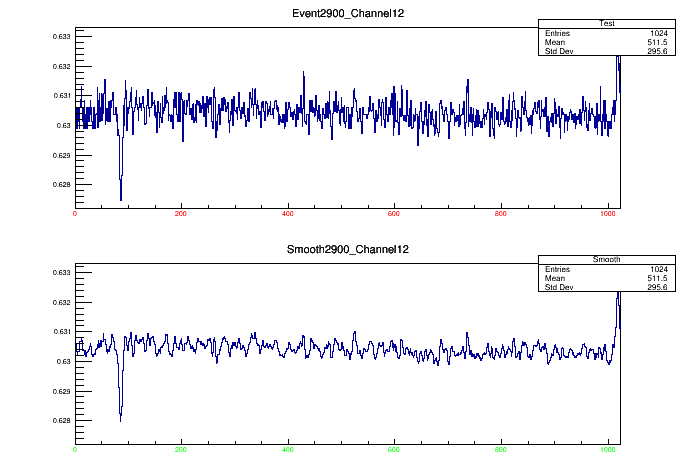 Event2900_Channel12
Test
Entries 1024
Mean 511.5
Std Dev 295.6
0.633
0.632
0.631
0.63
0.629
0.628
0 200 400 600 800 1000
Smooth2900_Channel12
Smooth
Entries 1024
Mean 511.5
Std Dev 295.6
0.633
0.632
0.631
0.63
0.629
0.628
0 200 400 600 800 1000